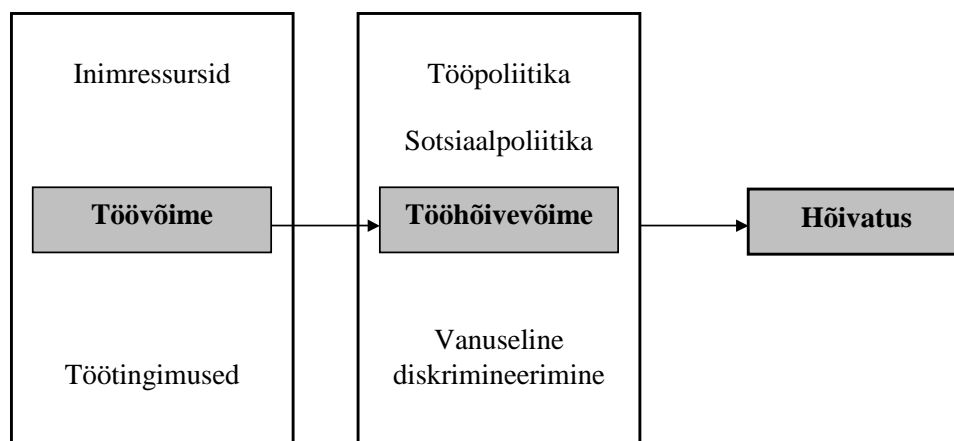 Inimressursid
Töövõime
Töötingimused
Tööpoliitika
Sotsiaalpoliitika
Tööhõivevõime
Vanuseline
diskrimineerimine
Hõivatus